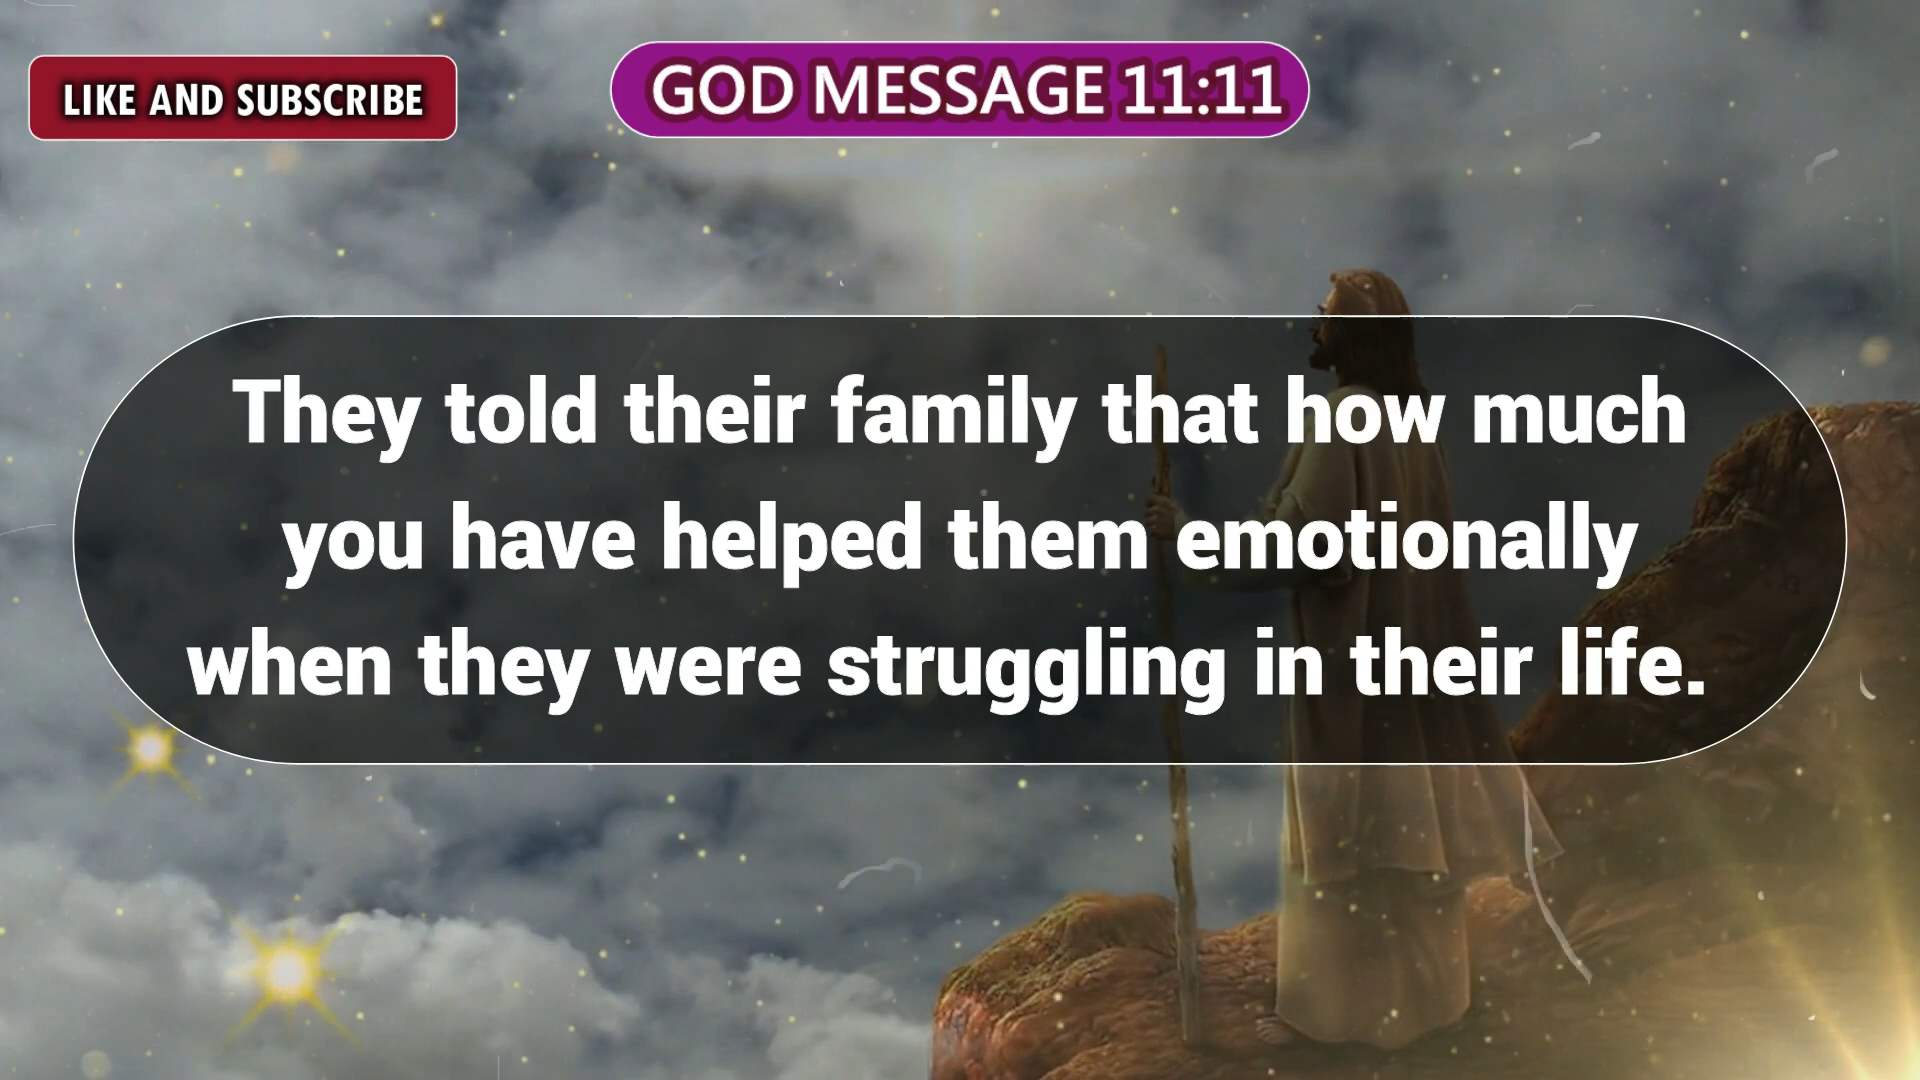 LIKE AND SUBSCRIBE
GOD MESSAGE 11:11
They told their family that how much
you have helped them emotionally
when they were struggling in their life.